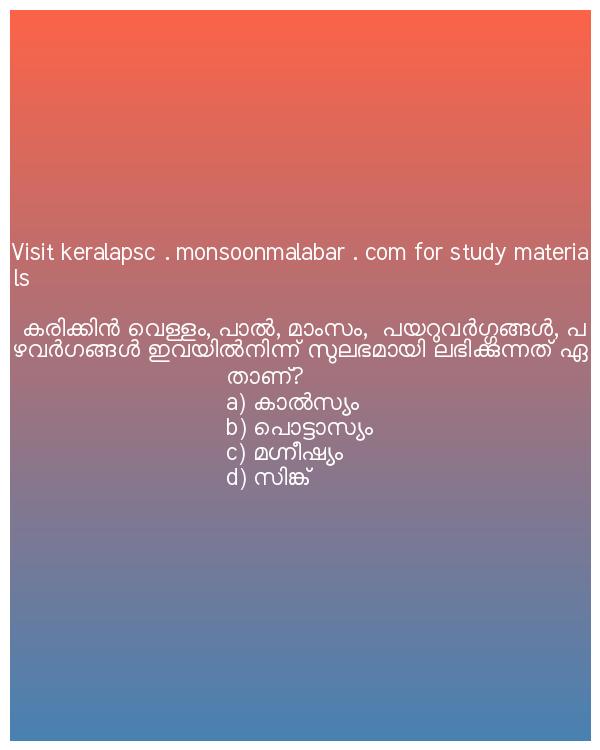 Visit keralapsc . monsoonmalabar . com for study materia
ls
കരിക്കിൻ വെള്ളം, പാൽ, മാംസം,  പയറുവർഗ്ഗങ്ങൾ, പ
ഴവർഗങ്ങൾ ഇവയിൽനിന്ന് സുലഭമായി ലഭിക്കുന്നത് ഏ
താണ്?
a) കാൽസ്യം
b) പൊട്ടാസ്യം
c) മഗ്നീഷ്യം
d) സിങ്ക്